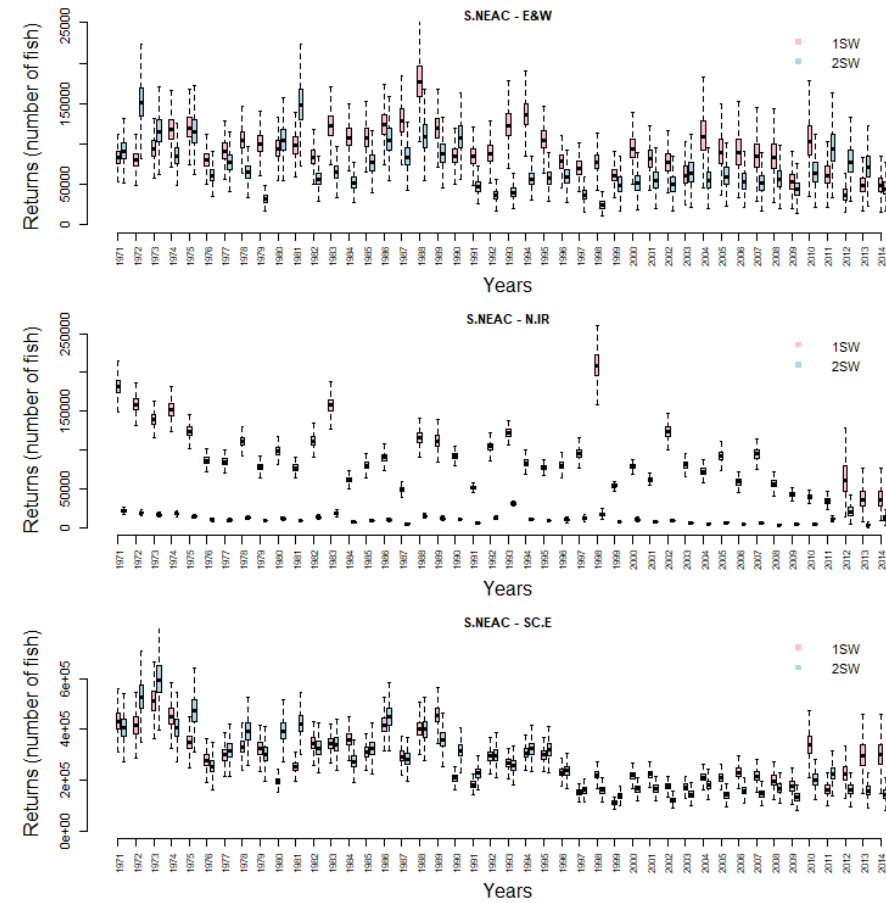 S.NEAC - E&W
Returns (number of fish)
0 50000 150000 25000
1SW
2SW
1971 1972 1973 1974 1975 1976 1977 1978 1979 1980 1981 1982 1983 1984 1985 1986 1987 1988 1989 1990 1991 1992 1993 1994 1995 1996 1997 1998 1999 2000 2001 2002 2003 2004 2005 2006 2007 2008 2009 2010 2011 2012 2013 2014
Years
S.NEAC - N.IR
Returns (number of fish)
0 50000 150000 250000
1SW
2SW
1971 1972 1973 1974 1975 1976 1977 1978 1979 1980 1981 1982 1983 1984 1985 1986 1987 1988 1989 1990 1991 1992 1993 1994 1995 1996 1997 1998 1999 2000 2001 2002 2003 2004 2005 2006 2007 2008 2009 2010 2011 2012 2013 2014
Years
S.NEAC - SC.E
Returns (number of fish)
0e+00 2e+05 4e+05 6e+05
1SW
2SW
1971 1972 1973 1974 1975 1976 1977 1978 1979 1980 1981 1982 1983 1984 1985 1986 1987 1988 1989 1990 1991 1992 1993 1994 1995 1996 1997 1998 1999 2000 2001 2002 2003 2004 2005 2006 2007 2008 2009 2010 2011 2012 2013 2014
Years